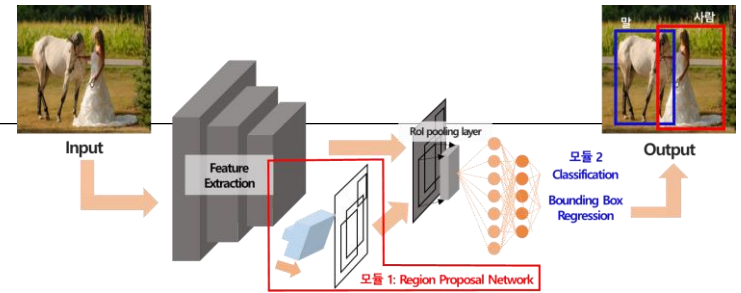 말
사람
Input
Feature
Extraction
RoI pooling layer
모듈 2
Classification
Bounding Box
Regression
Output
모듈 1: Region Proposal Network